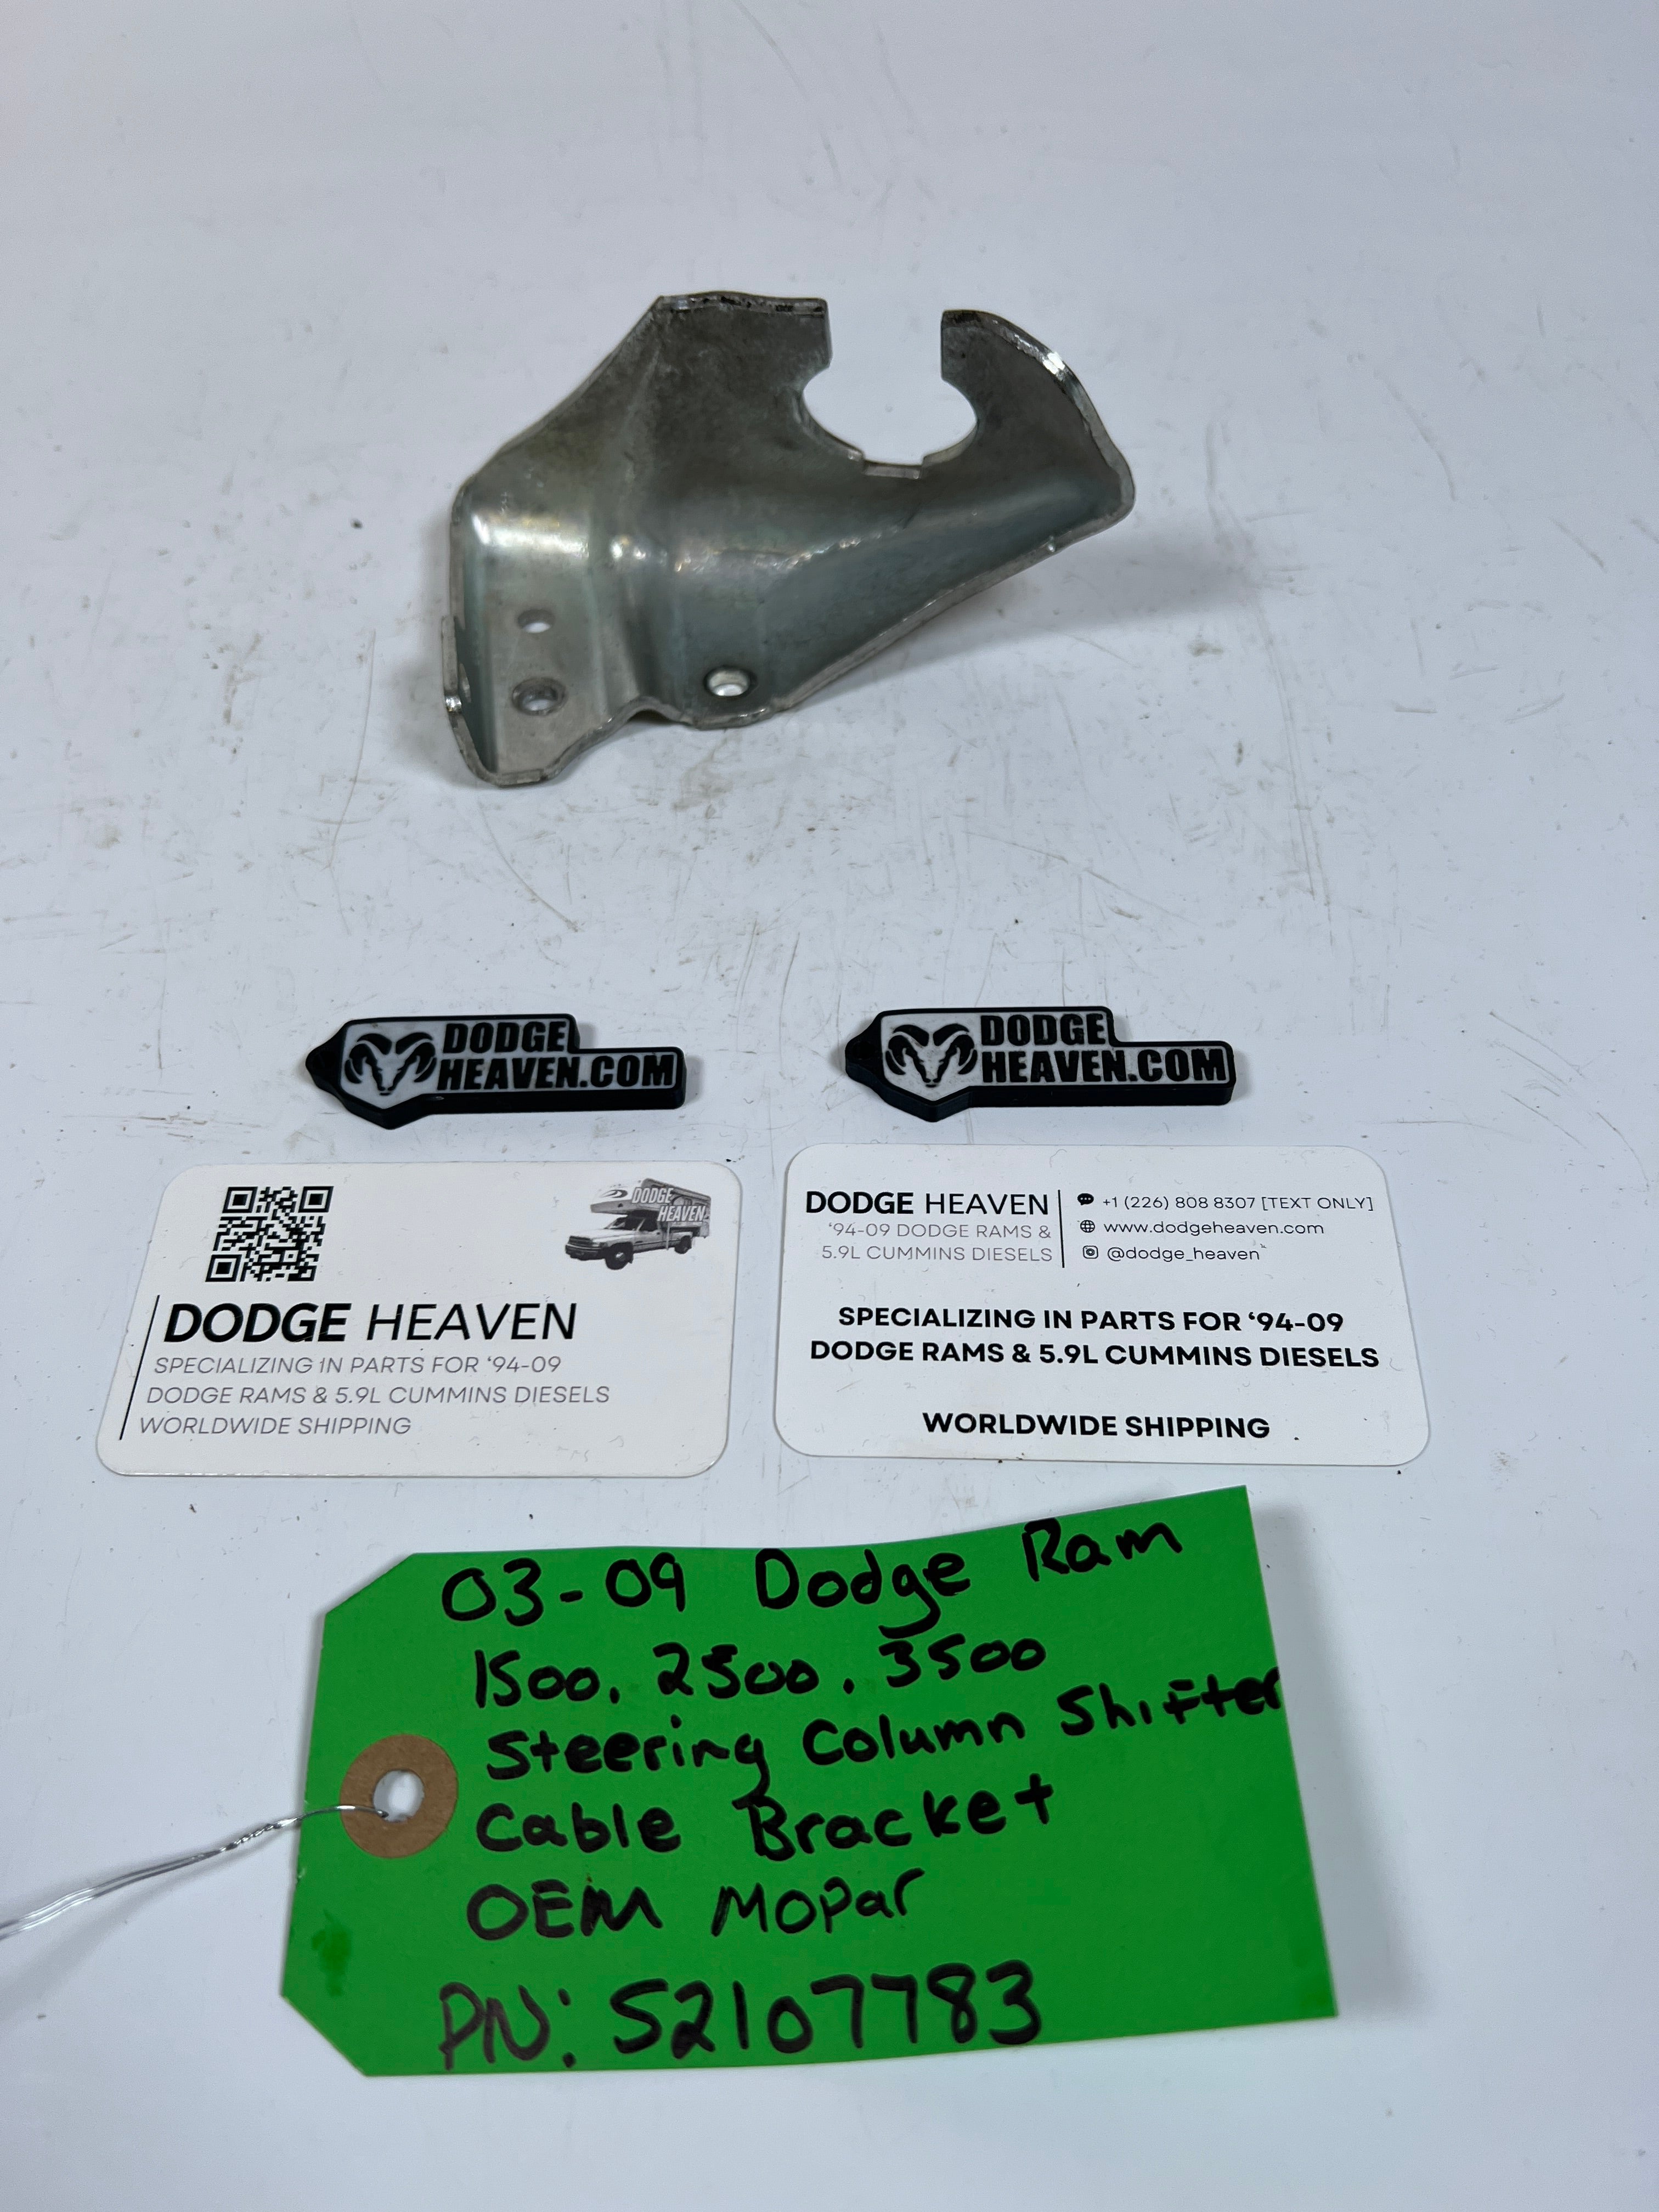 DODGE
HEAVEN.COM
DODGE
HEAVEN.COM
DODGE
HEAVEN
DODGE HEAVEN
SPECIALIZING IN PARTS FOR ‘94-09
DODGE RAMS & 5.9L CUMMINS DIESELS
WORLDWIDE SHIPPING
DODGE HEAVEN
‘94-09 DODGE RAMS &
5.9L CUMMINS DIESELS
+1 (226) 808 8307 [TEXT ONLY]
www.dodgeheaven.com
@dodge_heaven
SPECIALIZING IN PARTS FOR ‘94-09
DODGE RAMS & 5.9L CUMMINS DIESELS
WORLDWIDE SHIPPING
03-09 Dodge Ram
1500, 2500, 3500
Steering Column Shifter
Cable Bracket
OEM Mopar
PN: 52107783